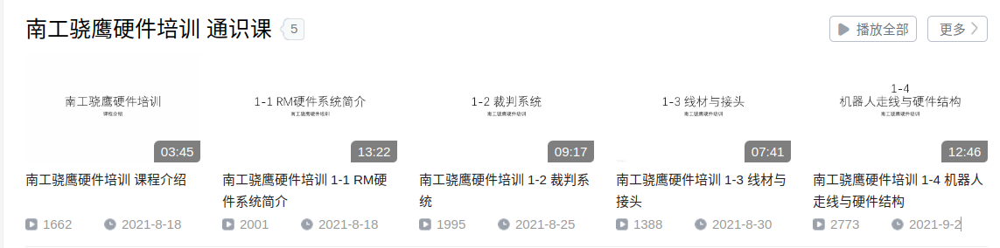 南工骁鹰硬件培训 通识课 5
播放全部
更多
南工骁鹰硬件培训
课程介绍
03:45
南工骁鹰硬件培训 课程介绍
1662
2021-8-18
1-1 RM硬件系统简介
南工骁鹰硬件培训
13:22
南工骁鹰硬件培训 1-1 RM硬
件系统简介
2001
2021-8-18
1-2 裁判系统
南工骁鹰硬件培训
09:17
南工骁鹰硬件培训 1-2 裁判系
统
1995
2021-8-25
1-3 线材与接头
南工骁鹰硬件培训
07:41
南工骁鹰硬件培训 1-3 线材与
接头
1388
2021-8-30
1-4
机器人走线与硬件结构
南工骁鹰硬件培训
12:46
南工骁鹰硬件培训 1-4 机器人
走线与硬件结构
2773
2021-9-2